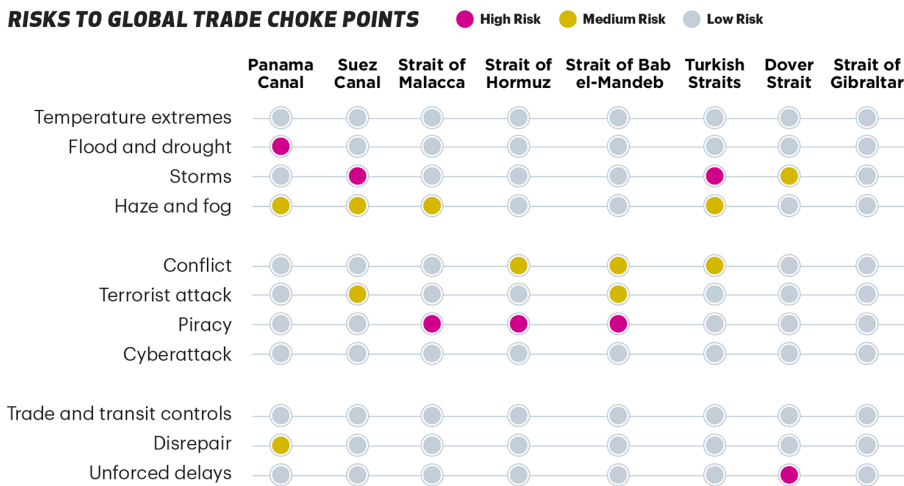 RISKS TO GLOBAL TRADE CHOKE POINTS
High Risk Medium Risk Low Risk
Panama Suez Strait of Strait of Strait of Bab Turkish Dover Strait of
Canal Canal Malacca Hormuz el-Mandeb Straits Strait Gibraltar
Temperature extremes
Flood and drought
Storms
Haze and fog
Conflict
Terrorist attack
Piracy
Cyberattack
Trade and transit controls
Disrepair
Unforced delays